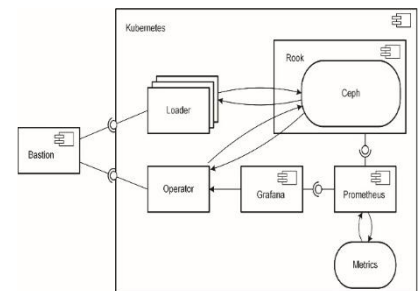 Kubernetes
Rook
Ceph
Loader
Bastion
Operator
Grafana
Prometheus
Metrics